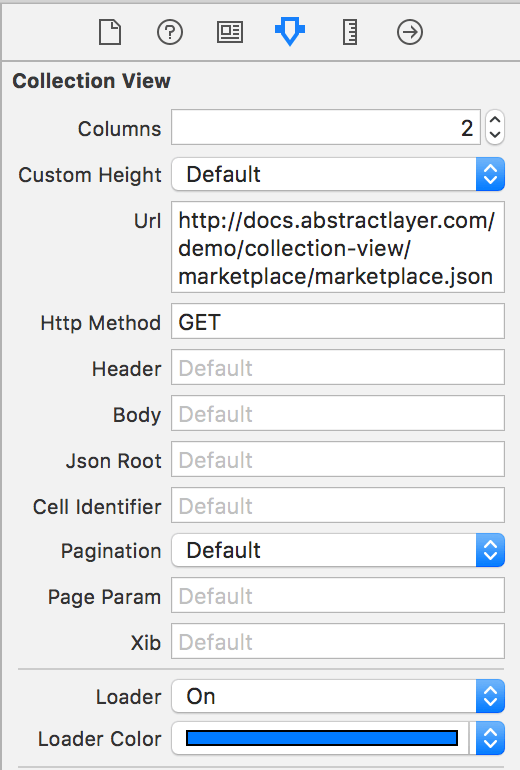 Collection View
Columns 2
Custom Height Default
Url http://docs.abstractlayer.com/
demo/collection-view/
marketplace/marketplace.json
Http Method GET
Header Default
Body Default
Json Root Default
Cell Identifier Default
Pagination Default
Page Param Default
Xib Default
Loader On
Loader Color